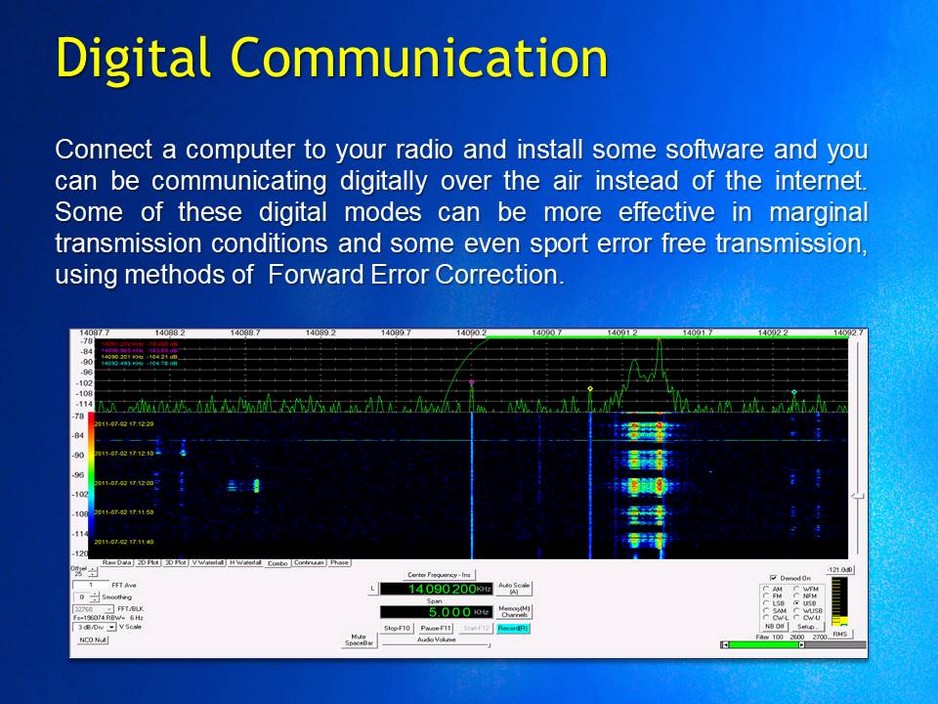 Digital Communication
Connect a computer to your radio and install some software and you
can be communicating digitally over the air instead of the internet.
Some of these digital modes can be more effective in marginal
transmission conditions and some even sport error free transmission,
using methods of  Forward Error Correction.
14087.7 14088.2 14088.7 14089.2 14089.7 14090.2 14090.7 14091.2 14091.7 14092.2 14092.7
-78
-84
-90
-96
-102
-108
-114
-78
2011-07-02 17:12:20
-84
-90
2011-07-02 17:12:10
-96
2011-07-02 17:12:00
-102
-108
2011-07-02 17:11:50
-114
2011-07-02 17:11:40
-120
Raw Data 2D Plot 3D Plot V Waterfall H Waterfall Combo Continuum Phase
Offset
25
Center Frequency - Ins
-121.0dB
1 FFT Ave
L 14 090 200 KHz
Auto Scale
(A)
Demod On
0 Smoothing
Span
AM WFM
FM NFM
32768 FFT/BLK
5.000 KHz
Memory(M)
Channels
LSB USB
Fs=196074 RBW= 6 Hz
SAM WUSB
3 dB/Div V Scale
Stop-F10 Pause-F11 Start-F12 Record(R)
CW-L CW-U
NCO Null
Mute
SpaceBar
Audio Volume
NB Off Setup...
RMS
Filter 100 2600 2700